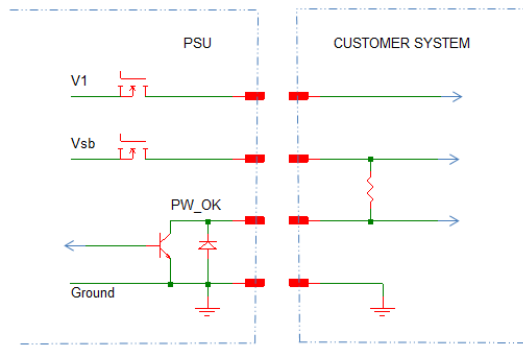 PSU
CUSTOMER SYSTEM
V1
Vsb
PW_OK
Ground